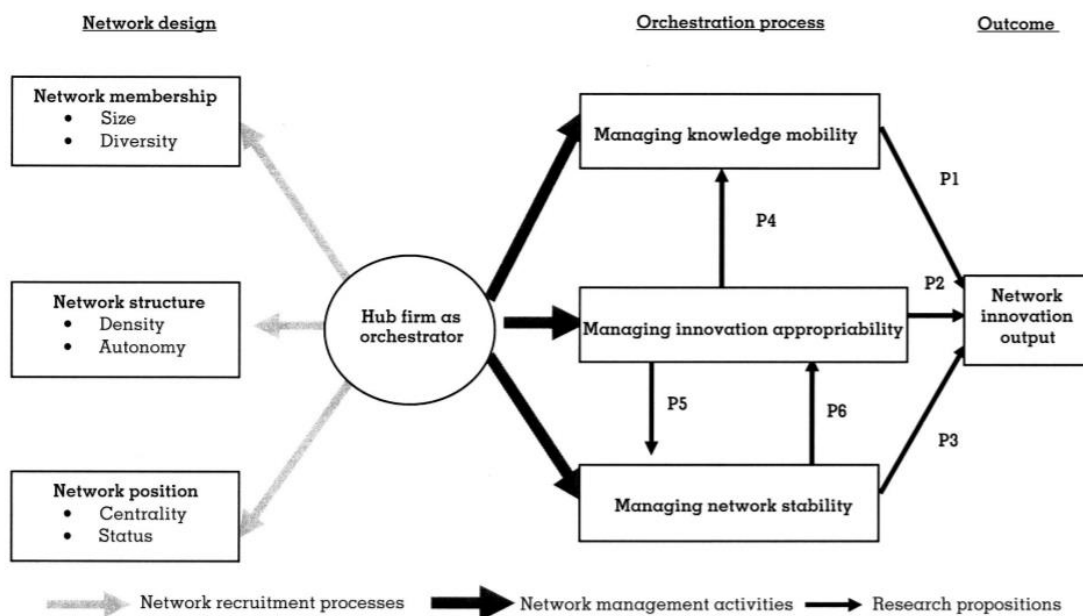 Network design
Orchestration process
Outcome
Network membership
• Size
• Diversity
Network structure
• Density
• Autonomy
Network position
• Centrality
• Status
Hub firm as
orchestrator
Managing knowledge mobility
P4
Managing innovation appropriability
P5
P6
Managing network stability
P1
P2
P3
Network
innovation
output
Network recruitment processes
Network management activities
Research propositions